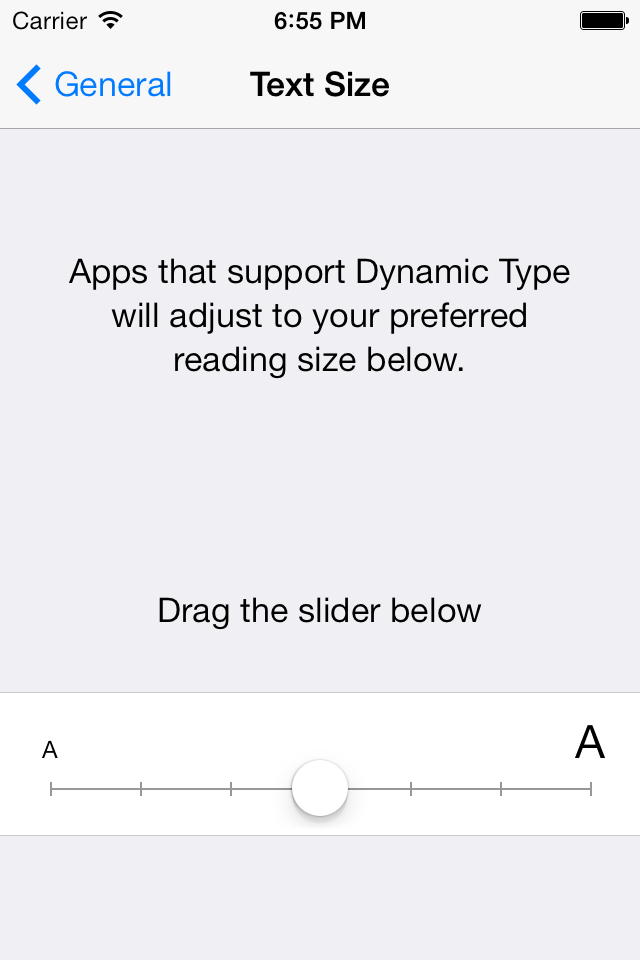 Carrier 6:55 PM
General Text Size
Apps that support Dynamic Type
will adjust to your preferred
reading size below.
Drag the slider below
A A